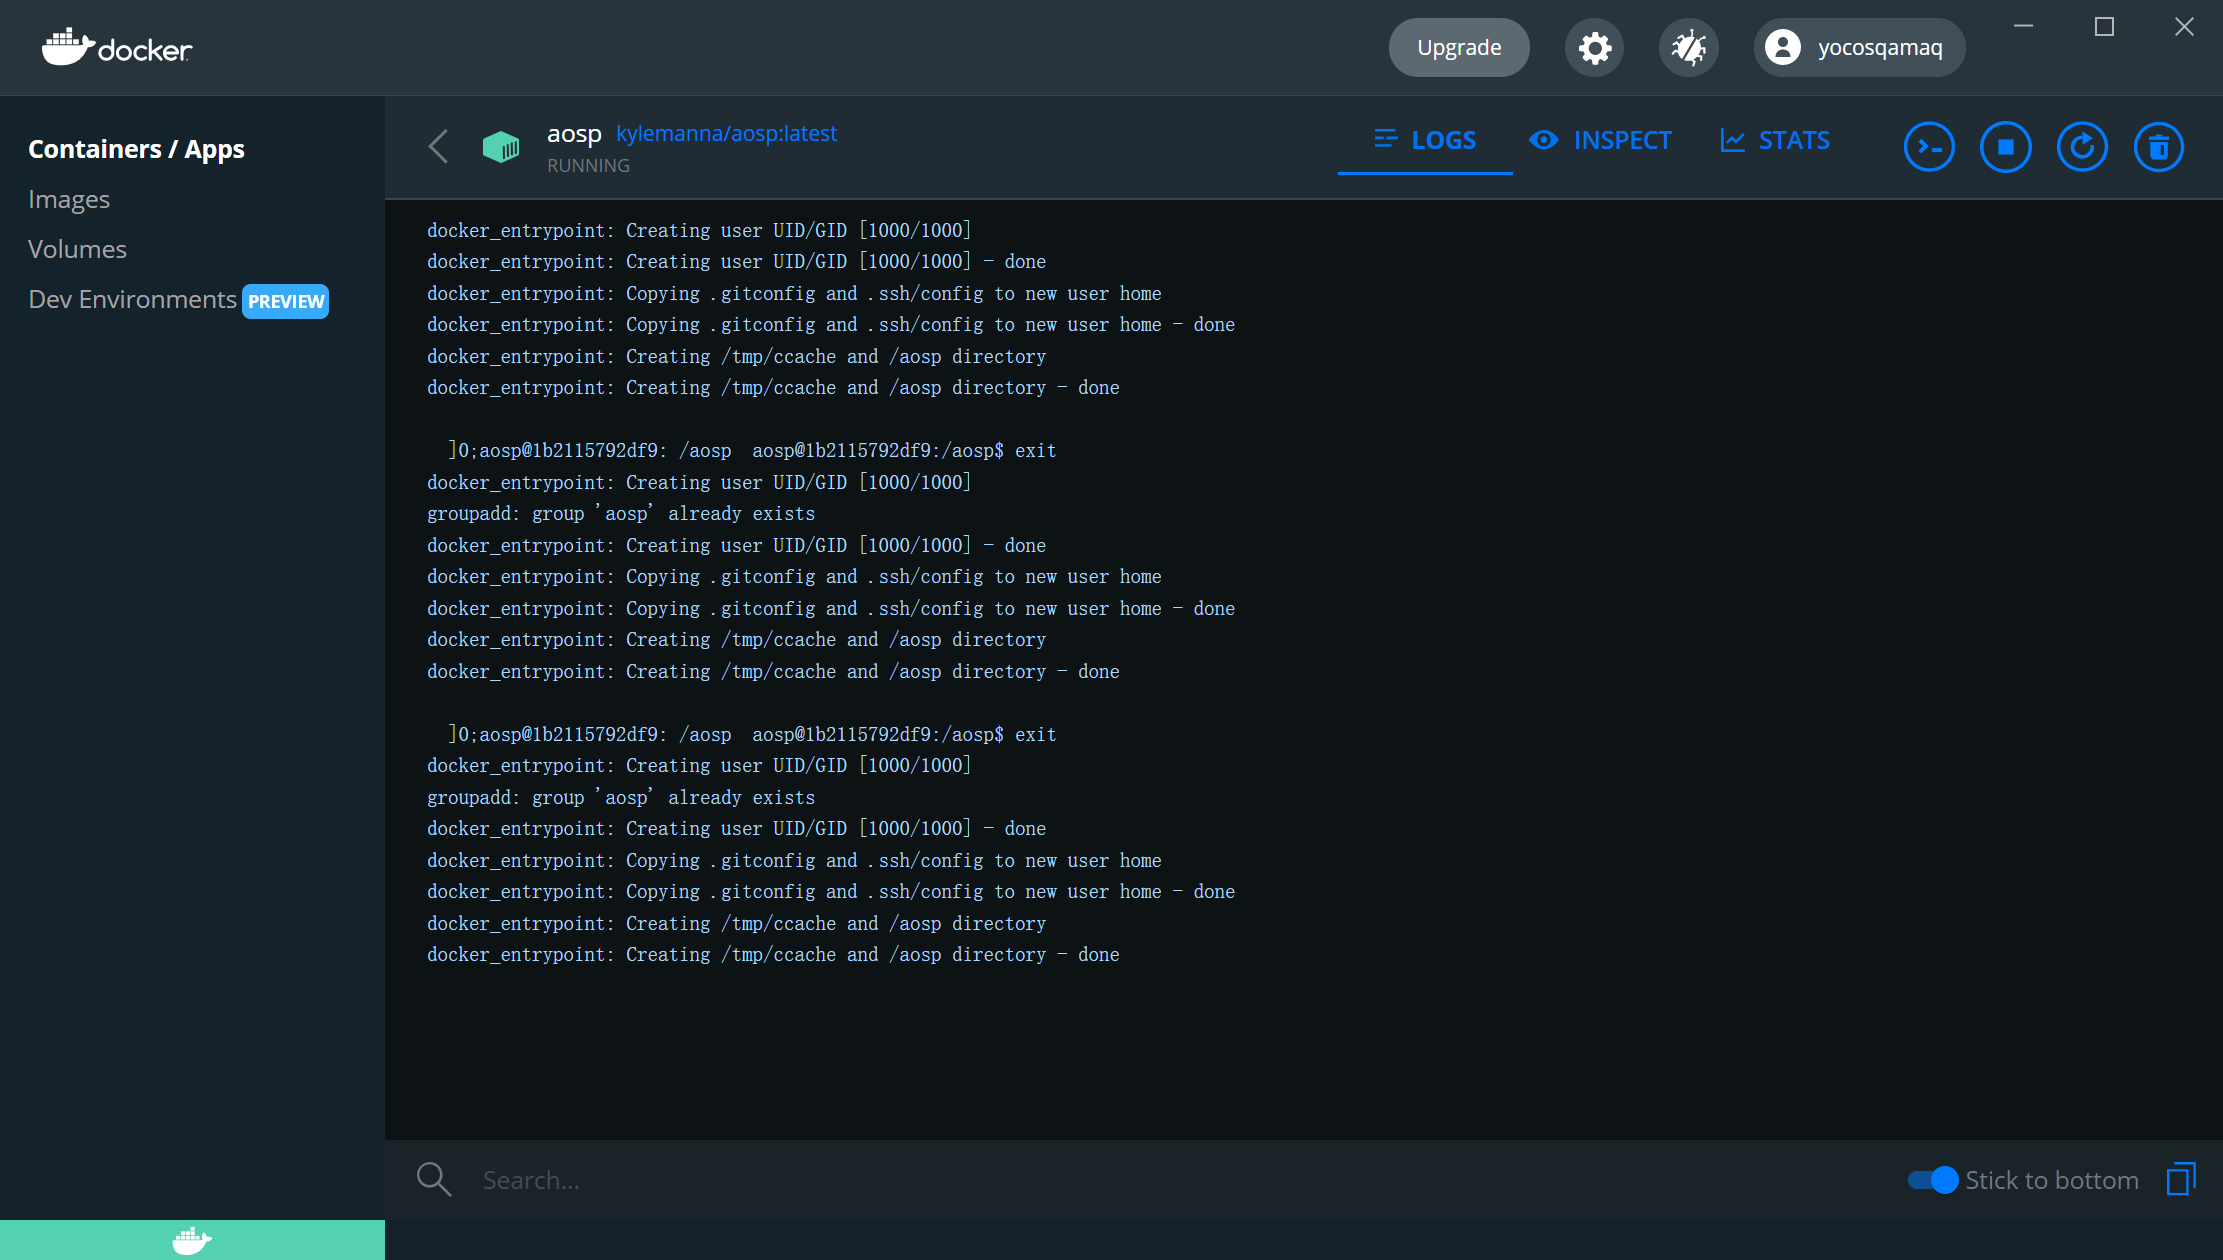 docker
Upgrade
yocosqamaq
Containers / Apps
Images
Volumes
Dev Environments PREVIEW
aosp kylemanna/aosp:latest
RUNNING
LOGS
INSPECT
STATS
docker_entrypoint: Creating user UID/GID [1000/1000]
docker_entrypoint: Creating user UID/GID [1000/1000] - done
docker_entrypoint: Copying .gitconfig and .ssh/config to new user home
docker_entrypoint: Copying .gitconfig and .ssh/config to new user home - done
docker_entrypoint: Creating /tmp/ccache and /aosp directory
docker_entrypoint: Creating /tmp/ccache and /aosp directory - done
]0;aosp@1b2115792df9: /aosp  aosp@1b2115792df9:/aosp$ exit
docker_entrypoint: Creating user UID/GID [1000/1000]
groupadd: group 'aosp' already exists
docker_entrypoint: Creating user UID/GID [1000/1000] - done
docker_entrypoint: Copying .gitconfig and .ssh/config to new user home
docker_entrypoint: Copying .gitconfig and .ssh/config to new user home - done
docker_entrypoint: Creating /tmp/ccache and /aosp directory
docker_entrypoint: Creating /tmp/ccache and /aosp directory - done
]0;aosp@1b2115792df9: /aosp  aosp@1b2115792df9:/aosp$ exit
docker_entrypoint: Creating user UID/GID [1000/1000]
groupadd: group 'aosp' already exists
docker_entrypoint: Creating user UID/GID [1000/1000] - done
docker_entrypoint: Copying .gitconfig and .ssh/config to new user home
docker_entrypoint: Copying .gitconfig and .ssh/config to new user home - done
docker_entrypoint: Creating /tmp/ccache and /aosp directory
docker_entrypoint: Creating /tmp/ccache and /aosp directory - done
Search...
Stick to bottom